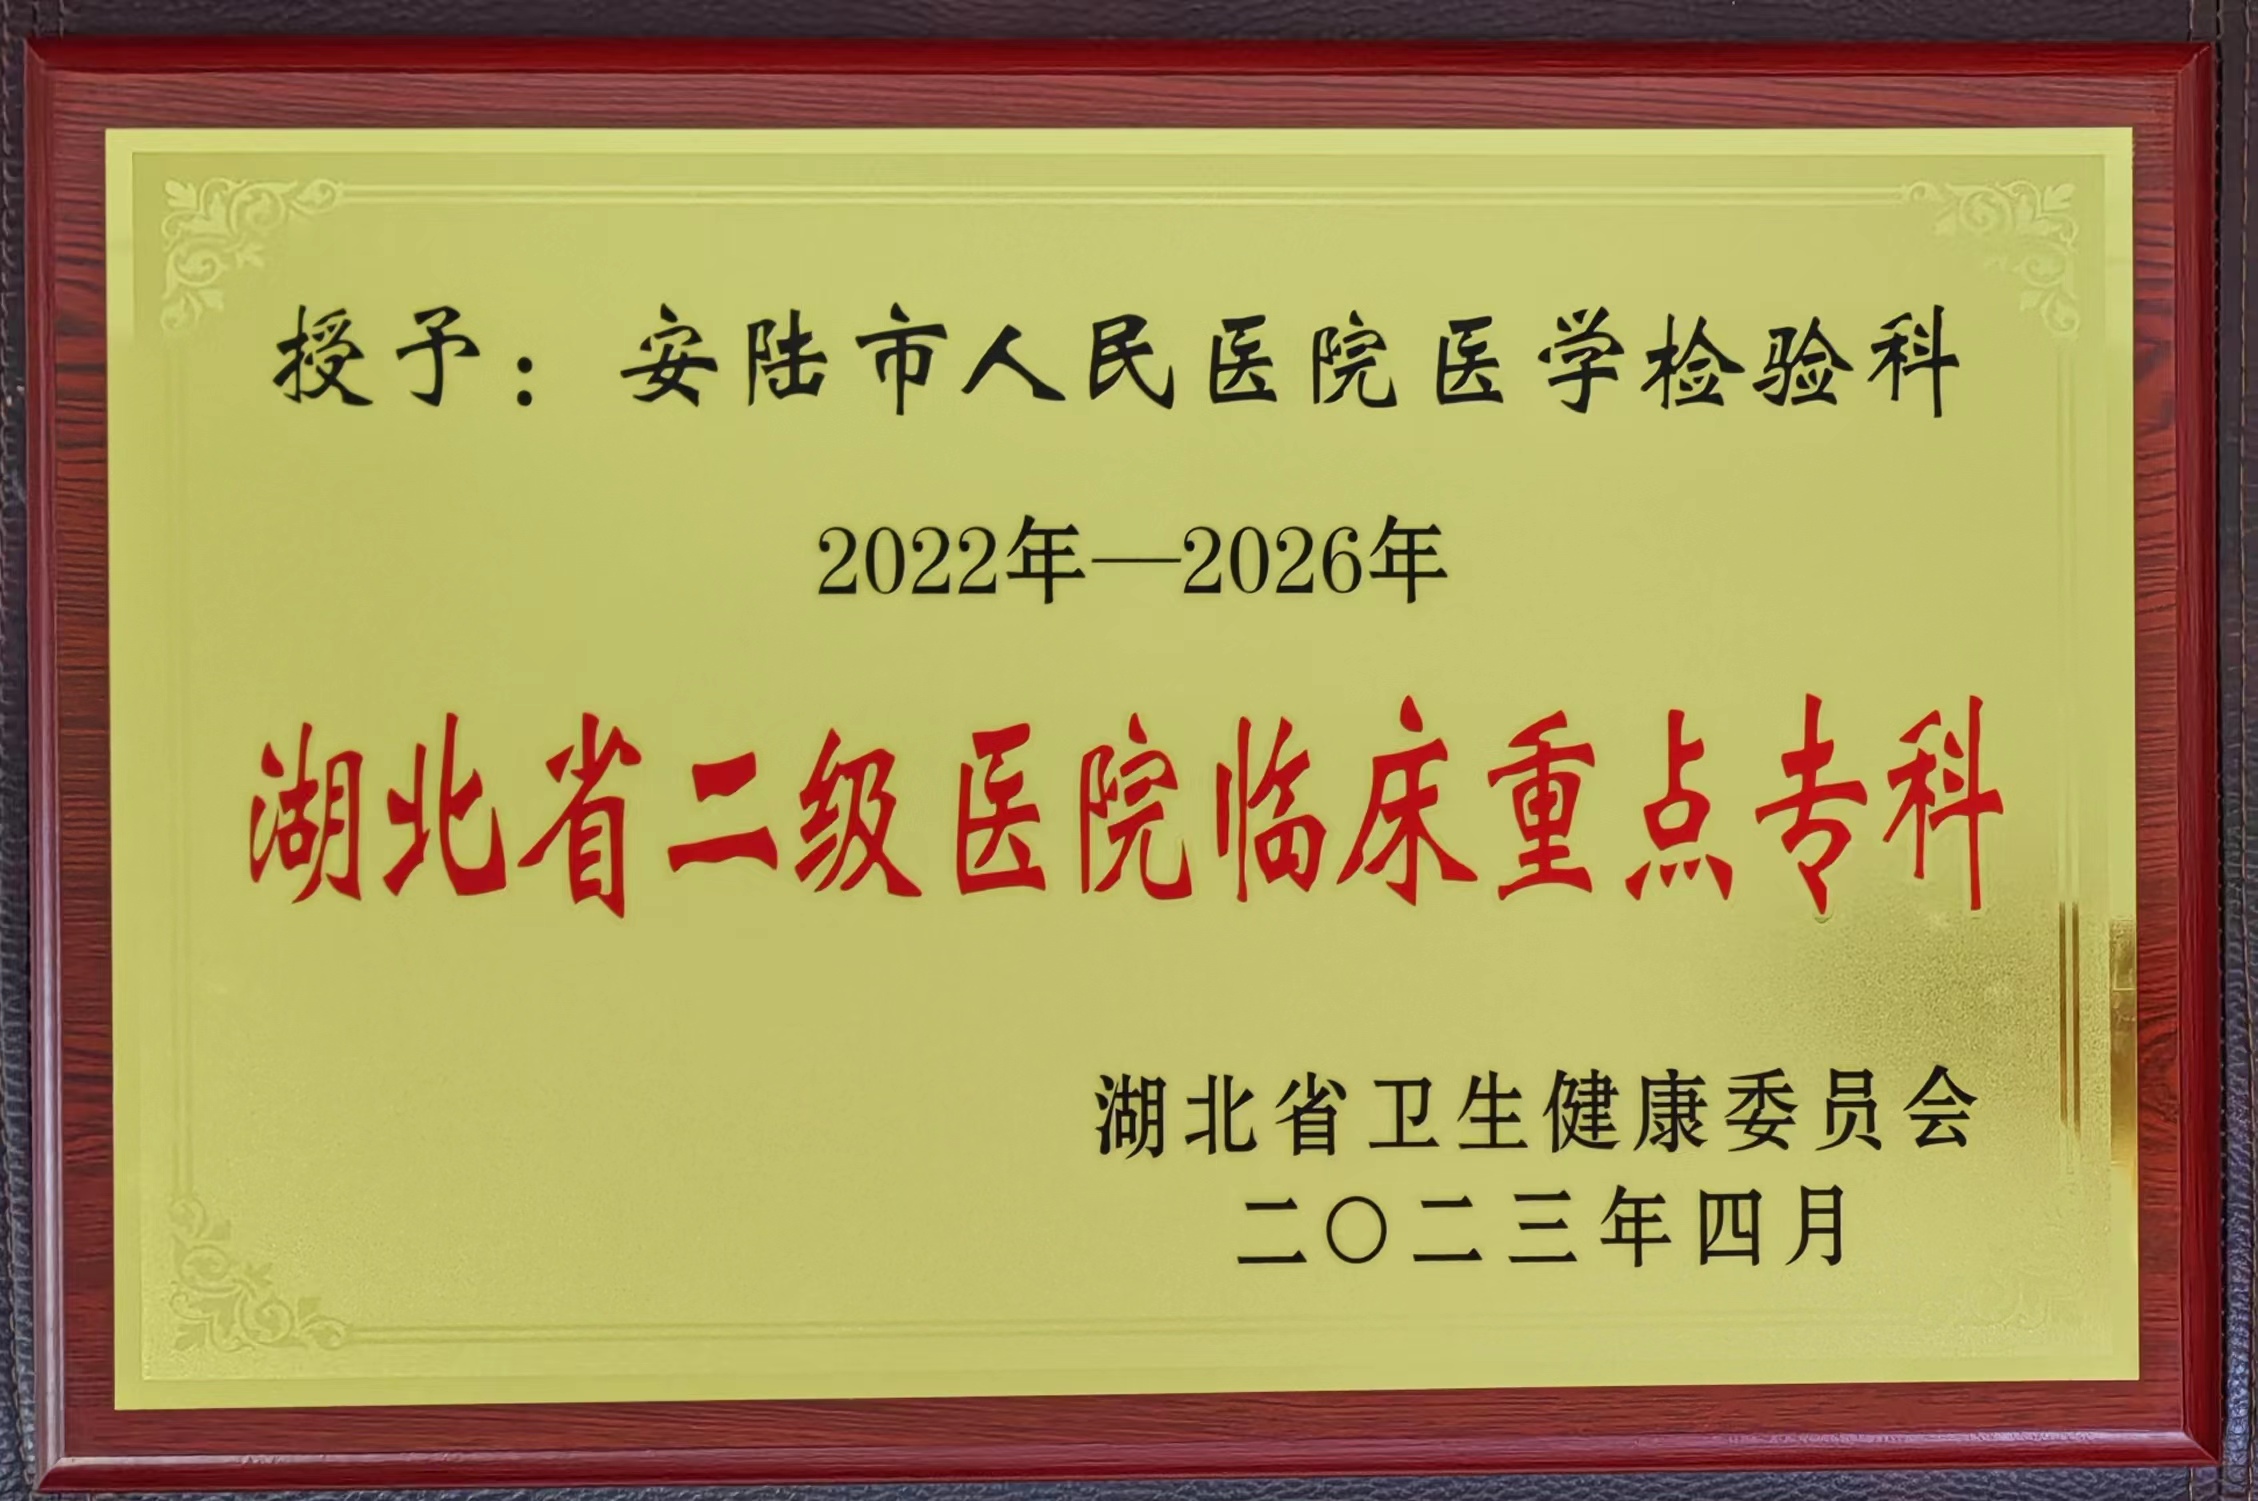 授予：安陆市人民医院医学检验科
2022年—2026年
湖北省二级医院临床重点专科
湖北省卫生健康委员会
二〇二三年四月